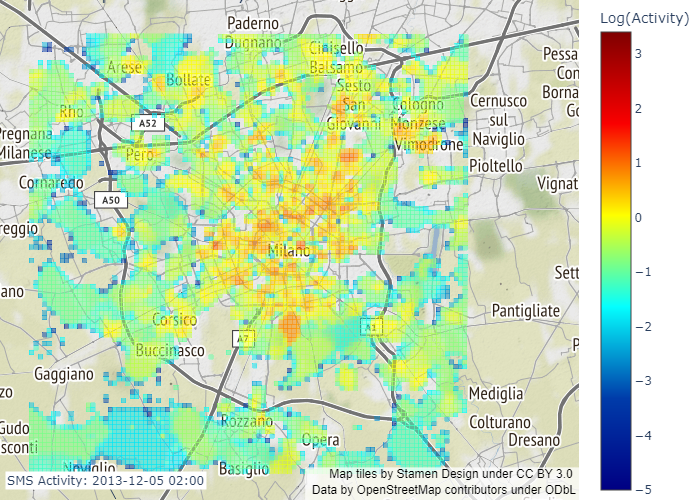 Log(Activity)
Paderno
Dugnano
Cinisello
Balsamo
Arese
Bollate
Sesto
San
Giovanni
Cologno
Monzese
Cernusco
sul
Naviglio
Pessa
Con
Borna
Go
Rho
A52
Pregnana
Milanese
Pero
Vimodrone
Pioltello
Cornaredo
Vignat
A50
reggio
Milano
Sett
ano
Pantigliate
Corsico
A7
A1
Buccinasco
P
Gaggiano
Mediglia
zo
Rozzano
Colturano
Dresano
Gudo
sconti
Opera
Noviglio
Basiglio
3
2
1
0
−1
−2
−3
−4
−5
SMS Activity: 2013-12-05 02:00
Map tiles by Stamen Design under CC BY 3.0
Data by OpenStreetMap contributors under ODbL